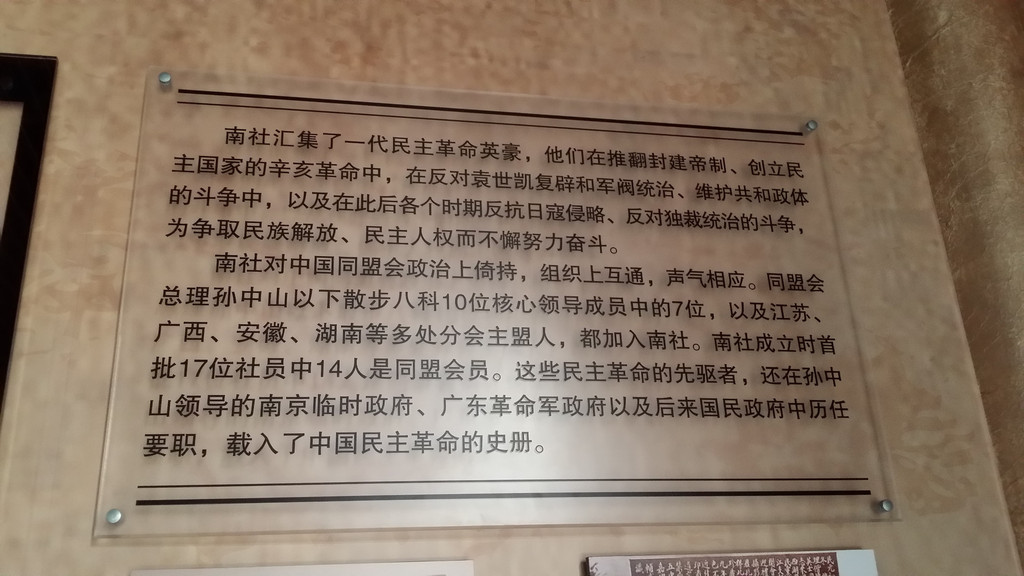 南社汇集了一代民主革命英豪，他们在推翻封建帝制、创立民
主国家的辛亥革命中，在反对袁世凯复辟和军阀统治、维护共和政体
的斗争中，以及在此后各个时期反抗日寇侵略、反对独裁统治的斗争，
为争取民族解放、民主人权而不懈努力奋斗。
南社对中国同盟会政治上倚持，组织上互通，声气相应。同盟会
总理孙中山以下散步八科10位核心领导成员中的7位，以及江苏、
广西、安徽、湖南等多处分会主盟人，都加入南社。南社成立时首
批17位社员中14人是同盟会员。这些民主革命的先驱者，还在孙中
山领导的南京临时政府、广东革命军政府以及后来国民政府中历任
要职，载入了中国民主革命的史册。